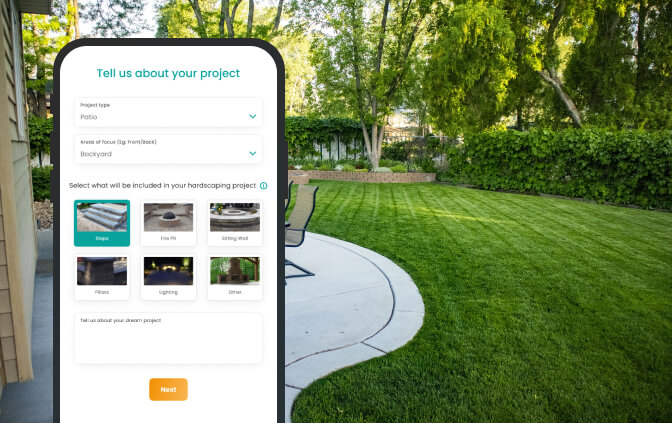 Tell us about your project
Project type
Patio
Areas of focus (Eg: Front/Back)
Backyard
Select what will be included in your hardscaping project
Steps
Fire Pit
Sitting Wall
Pillars
Lighting
Other
Tell us about your dream project
Next